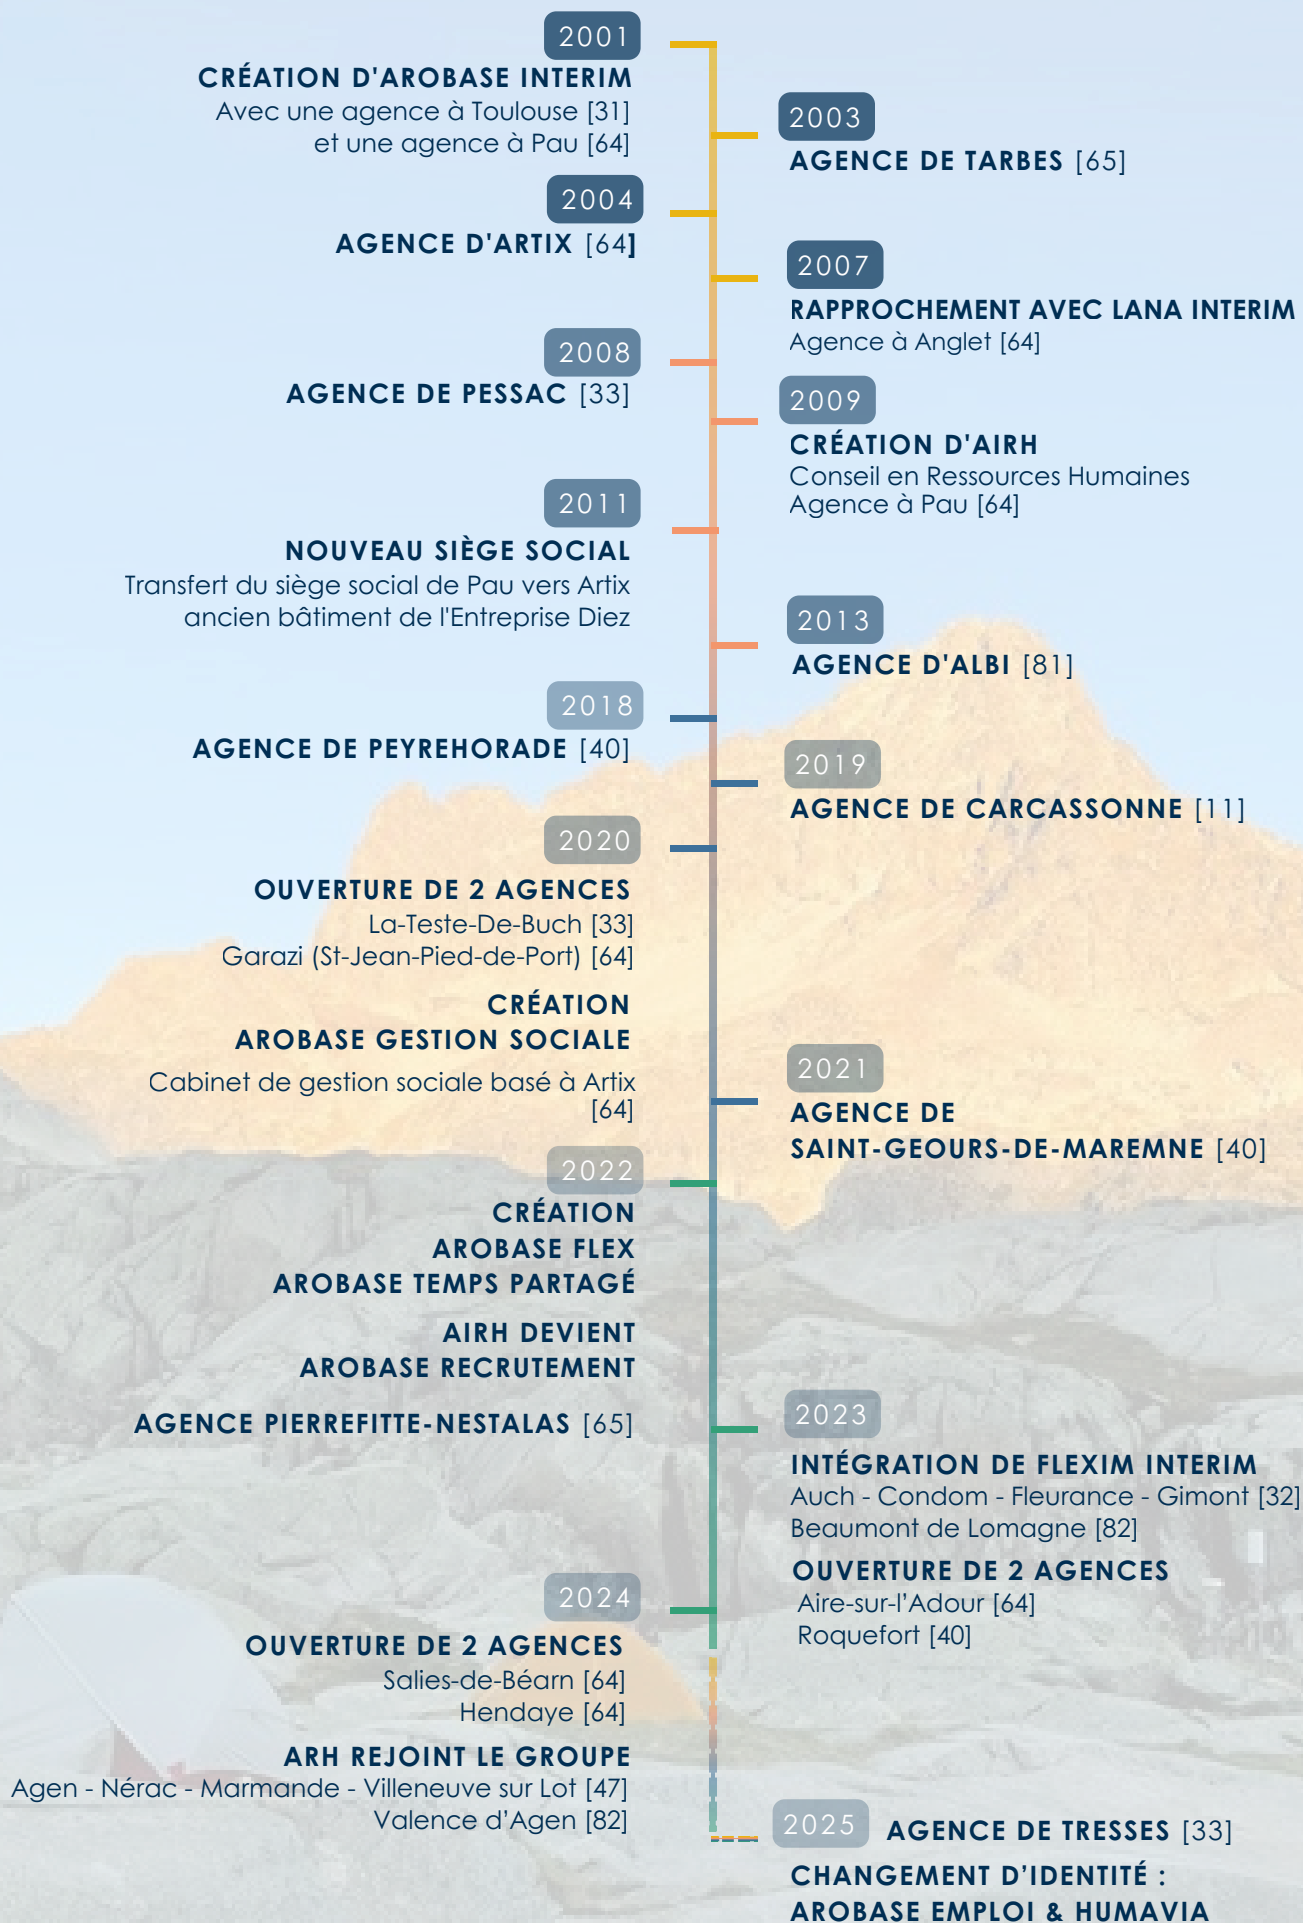 2001
CRÉATION D'AROBASE INTERIM
Avec une agence à Toulouse [31]
et une agence à Pau [64]
2003
AGENCE DE TARBES [65]
2004
AGENCE D'ARTIX [64]
2007
RAPPROCHEMENT AVEC LANA INTERIM
Agence à Anglet [64]
2008
AGENCE DE PESSAC [33]
2009
CRÉATION D'AIRH
Conseil en Ressources Humaines
Agence à Pau [64]
2011
NOUVEAU SIÈGE SOCIAL
Transfert du siège social de Pau vers Artix
ancien bâtiment de l'Entreprise Diez
2013
AGENCE D'ALBI [81]
2018
AGENCE DE PEYREHORADE [40]
2019
AGENCE DE CARCASSONNE [11]
2020
OUVERTURE DE 2 AGENCES
La-Teste-De-Buch [33]
Garazi (St-Jean-Pied-de-Port) [64]
CRÉATION
AROBASE GESTION SOCIALE
Cabinet de gestion sociale basé à Artix
[64]
2021
AGENCE DE
SAINT-GEOURS-DE-MAREMNE [40]
2022
CRÉATION
AROBASE FLEX
AROBASE TEMPS PARTAGÉ
AIRH DEVIENT
AROBASE RECRUTEMENT
AGENCE PIERREFITTE-NESTALAS [65]
2023
INTÉGRATION DE FLEXIM INTERIM
Auch - Condom - Fleurance - Gimont [32]
Beaumont de Lomagne [82]
OUVERTURE DE 2 AGENCES
Aire-sur-l’Adour [64]
Roquefort [40]
2024
OUVERTURE DE 2 AGENCES
Salies-de-Béarn [64]
Hendaye [64]
ARH REJOINT LE GROUPE
Agen - Nérac - Marmande - Villeneuve sur Lot [47]
Valence d’Agen [82]
2025 AGENCE DE TRESSES [33]
CHANGEMENT D’IDENTITÉ :
AROBASE EMPLOI & HUMAVIA